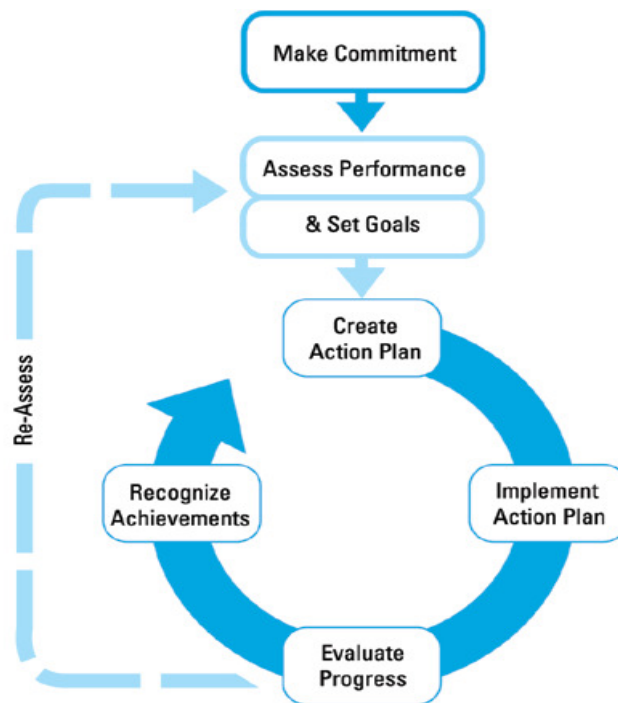 Make Commitment
Assess Performance
& Set Goals
Create
Action Plan
Re-Assess
Recognize
Achievements
Implement
Action Plan
Evaluate
Progress